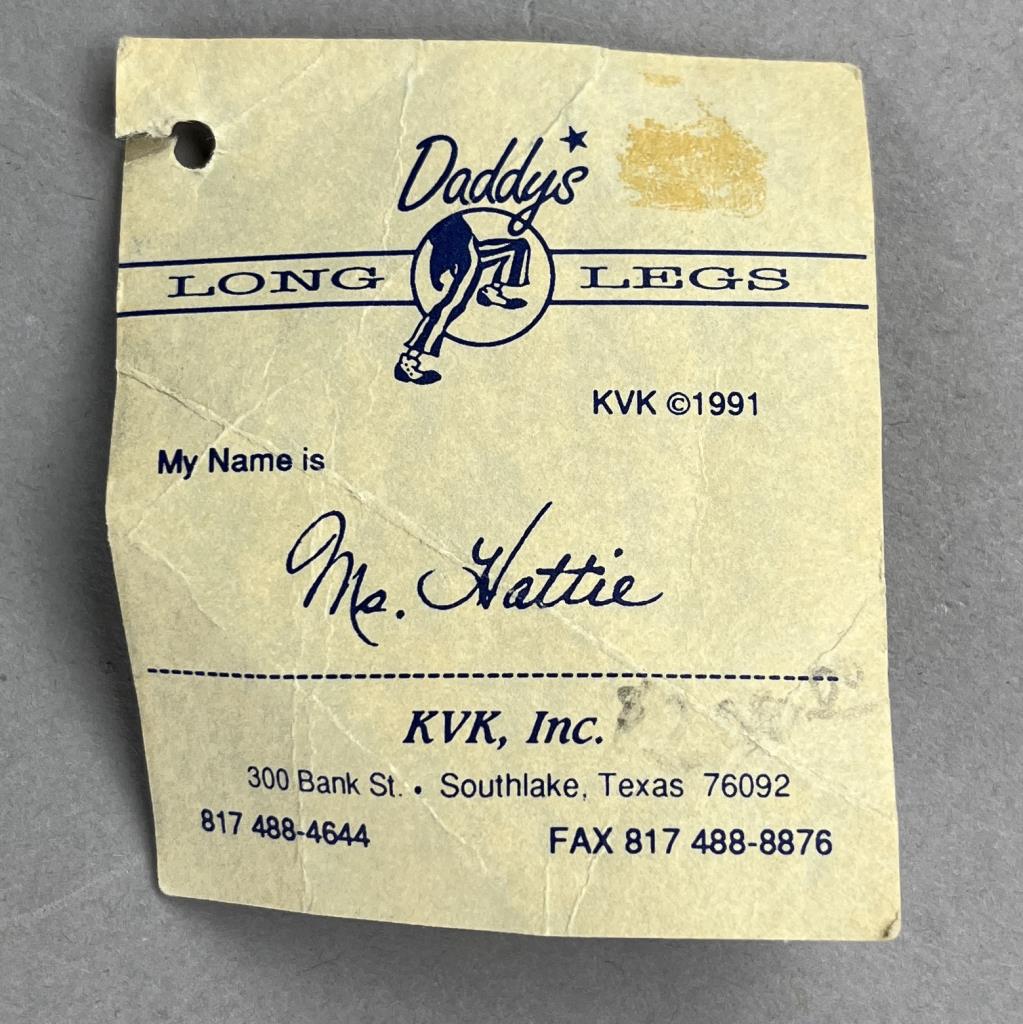 Daddy's
LONG LEGS
KVK ©1991
My Name is
Ms. Hattie
KVK, Inc.
300 Bank St. • Southlake, Texas 76092
817 488-4644 FAX 817 488-8876